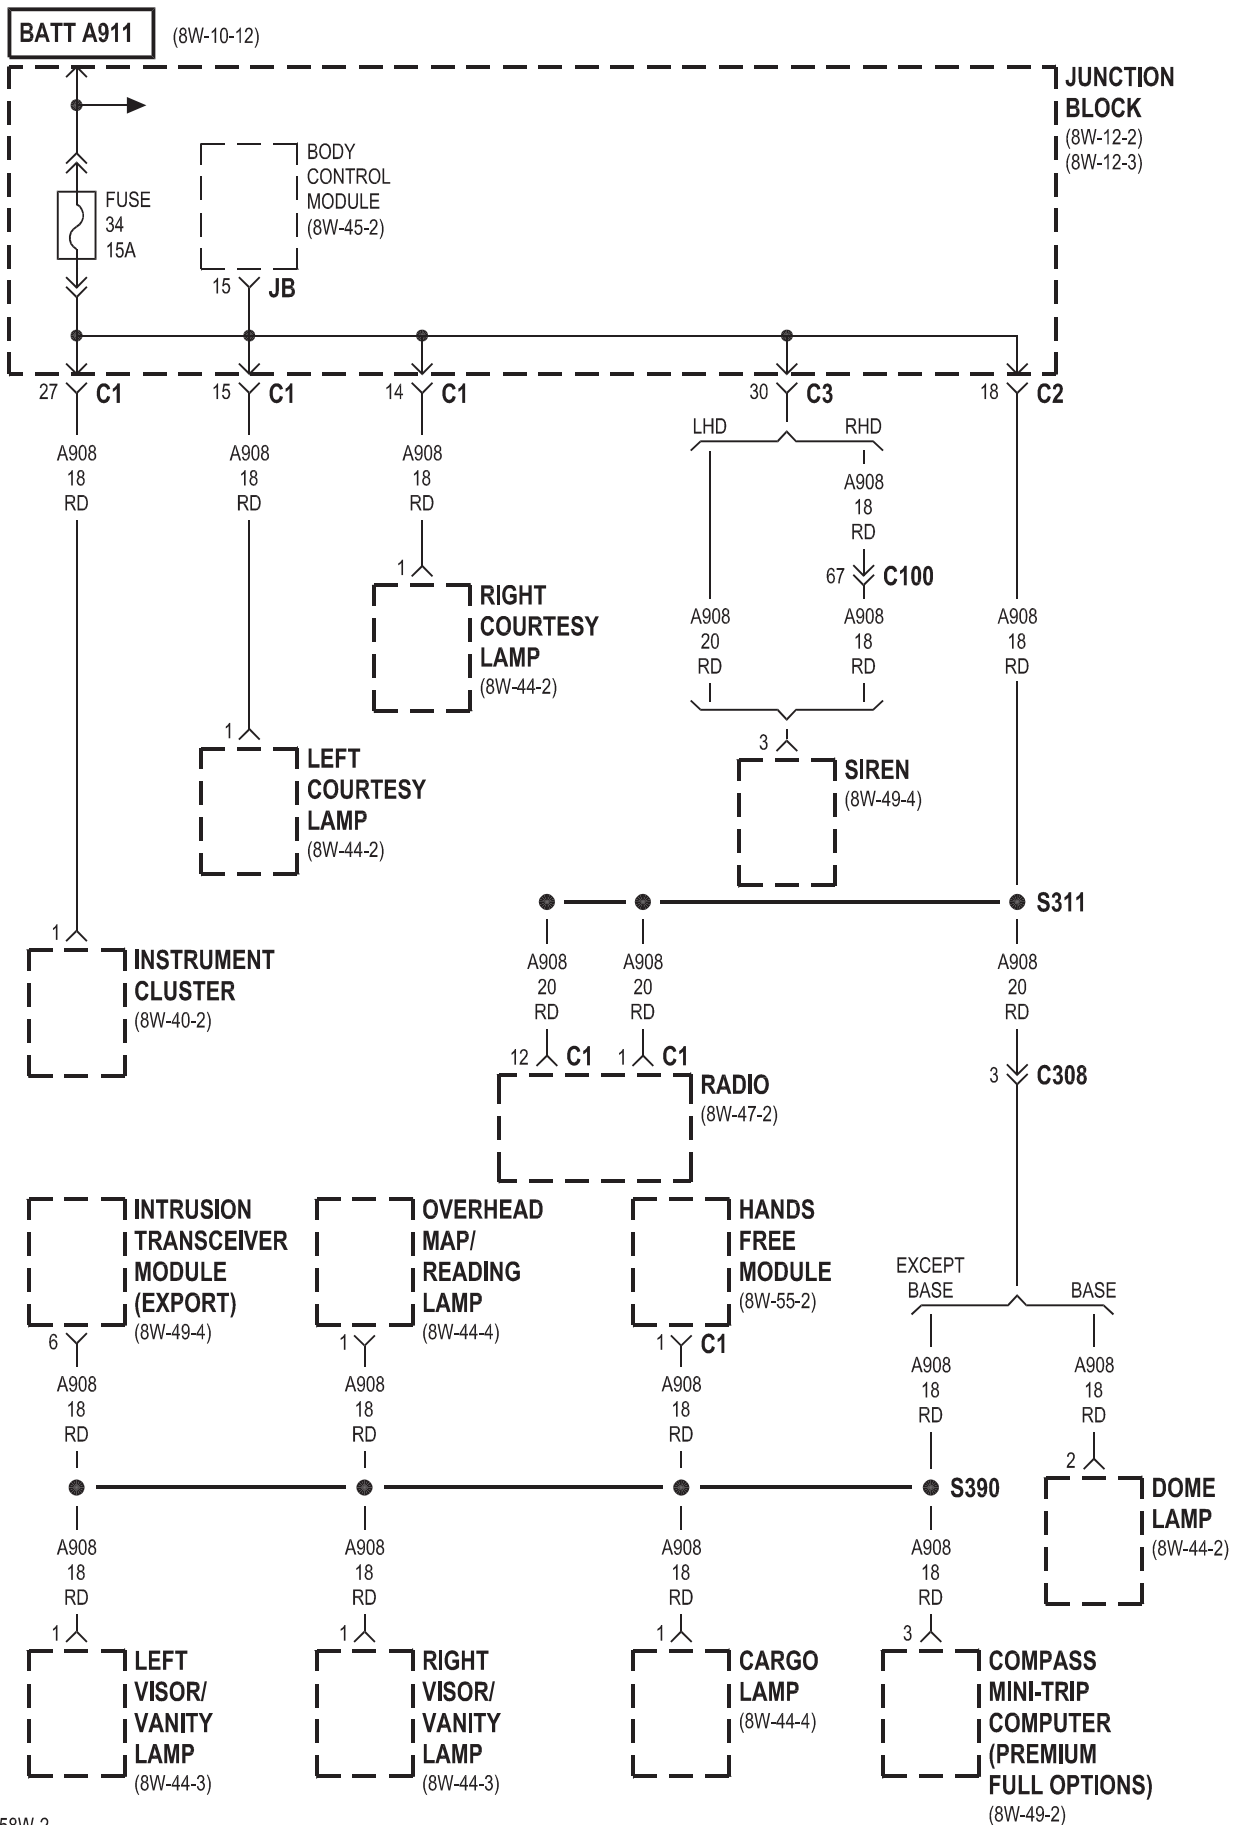 BATT A911
(8W-10-12)
JUNCTION
BLOCK
(8W-12-2)
(8W-12-3)
BODY
CONTROL
MODULE
(8W-45-2)
FUSE
34
15A
15 JB
27 C1
15 C1
14 C1
30 C3
18 C2
LHD
RHD
A908
18
RD
A908
18
RD
A908
18
RD
A908
18
RD
67 C100
1
RIGHT
COURTESY
LAMP
(8W-44-2)
A908
20
RD
A908
18
RD
A908
18
RD
1
LEFT
COURTESY
LAMP
(8W-44-2)
3
SIREN
(8W-49-4)
S311
1
INSTRUMENT
CLUSTER
(8W-40-2)
A908
20
RD
A908
20
RD
A908
20
RD
12 C1
1 C1
RADIO
(8W-47-2)
3 C308
INTRUSION
TRANSCEIVER
MODULE
(EXPORT)
(8W-49-4)
OVERHEAD
MAP/
READING
LAMP
(8W-44-4)
HANDS
FREE
MODULE
(8W-55-2)
EXCEPT
BASE
BASE
6
1
1 C1
A908
18
RD
A908
18
RD
A908
18
RD
A908
18
RD
A908
18
RD
2
DOME
LAMP
(8W-44-2)
S390
A908
18
RD
A908
18
RD
A908
18
RD
A908
18
RD
1
LEFT
VISOR/
VANITY
LAMP
(8W-44-3)
1
RIGHT
VISOR/
VANITY
LAMP
(8W-44-3)
1
CARGO
LAMP
(8W-44-4)
3
COMPASS
MINI-TRIP
COMPUTER
(PREMIUM
FULL OPTIONS)
(8W-49-2)